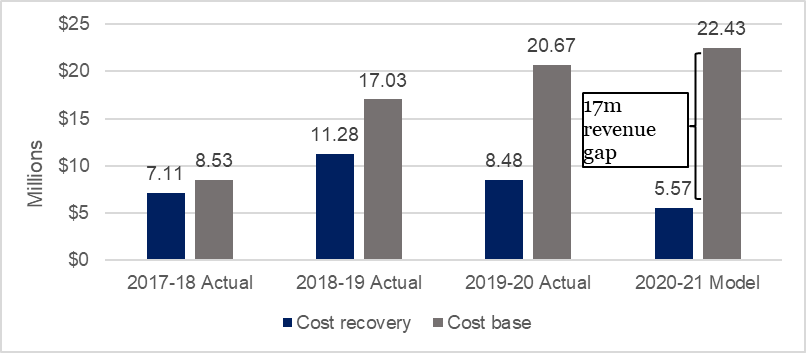 $25
$20
$15
$10
$5
$0
Millions
7.11
8.53
11.28
17.03
8.48
20.67
5.57
22.43
17m
revenue
gap
2017-18 Actual
2018-19 Actual
2019-20 Actual
2020-21 Model
Cost recovery
Cost base